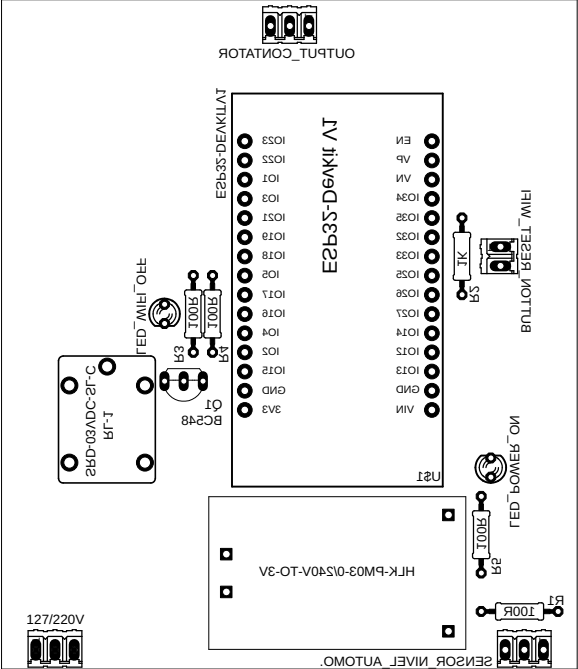 OUTPUT_CONTATOR
ESP32-DEVKITV1
ESP32-Devkit V1
IO23
IO22
IO1
IO3
IO21
IO19
IO18
IO5
IO17
IO16
IO4
IO2
IO15
GND
3V3
EN
VP
VN
IO34
IO35
IO32
IO33
IO25
IO26
IO27
IO14
IO12
IO13
GND
VIN
1K
R2
BUTTON_RESET_WIFI
LED_WIFI_OFF
100R
100R
R3
R4
SRD-03VDC-SL-C
RL-1
Q1
BC548
U$1
LED_POWER_ON
100R
R5
HLK-PM03-0/240V-TO-3V
R1
100R
127/220V
SENSOR_NIVEL_AUTOMO.